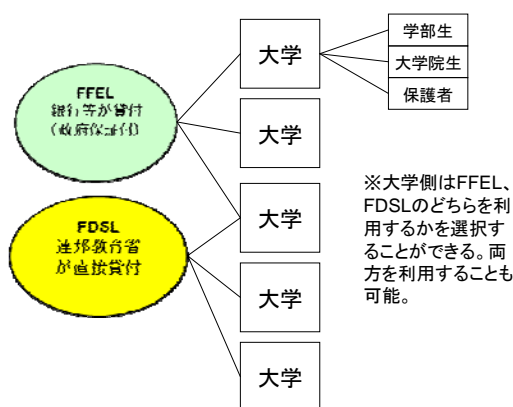 FFEL
銀行等が貸付
(政府保証付)
FDSL
連邦教育省
が直接貸付
大学
大学
大学
大学
大学
学部生
大学院生
保護者
※大学側はFFEL、
FDSLのどちらを利
用するかを選択す
ることができる。両
方を利用することも
可能。